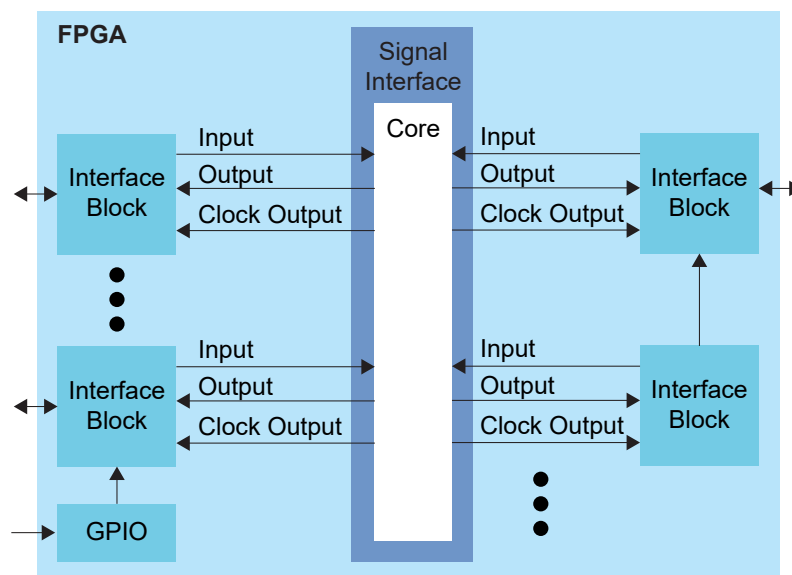 FPGA
Signal
Interface
Core
Input
Output
Clock Output
Interface
Block
Input
Output
Clock Output
Interface
Block
Input
Output
Clock Output
Interface
Block
Input
Output
Clock Output
Interface
Block
GPIO